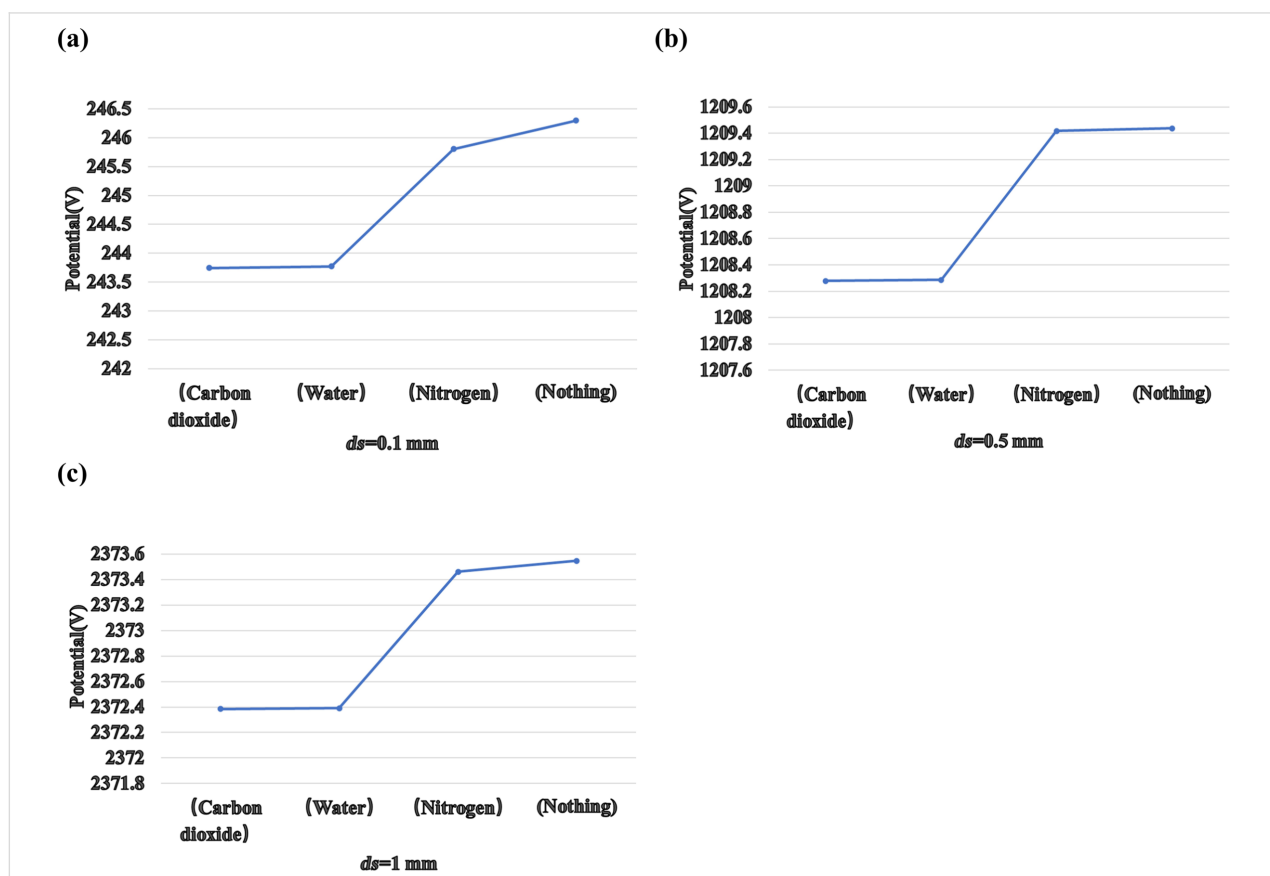 (a)
246.5
246
245.5
245
244.5
244
243.5
243
242.5
242
Potential(V)
（Carbon dioxide）
（Water）
（Nitrogen）
(Nothing)
ds=0.1 mm
(b)
1209.6
1209.4
1209.2
1209
1208.8
1208.6
1208.4
1208.2
1208
1207.8
1207.6
Potential(V)
（Carbon dioxide）
（Water）
（Nitrogen）
(Nothing)
ds=0.5 mm
(c)
2373.6
2373.4
2373.2
2373
2372.8
2372.6
2372.4
2372.2
2372
2371.8
Potential(V)
（Carbon dioxide）
（Water）
（Nitrogen）
(Nothing)
ds=1 mm